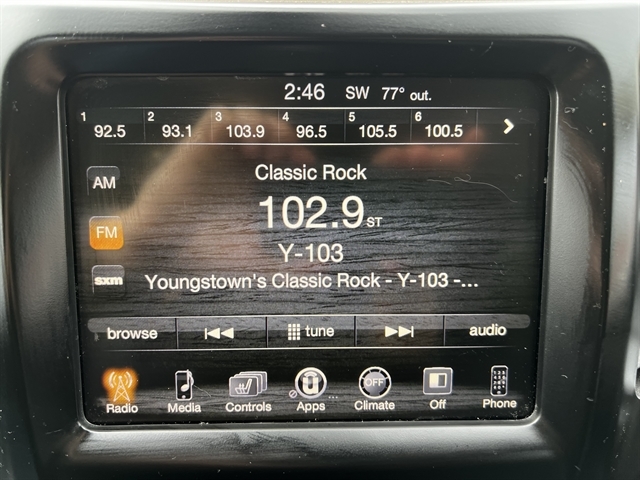 2:46 SW 77° out.
1 92.5 2 93.1 3 103.9 4 96.5 5 105.5 6 100.5
AM
Classic Rock
102.9 ST
FM
Y-103
sxm
Youngstown's Classic Rock - Y-103 -...
browse tune audio
OFF
Radio Media Controls Apps ... Climate Off Phone